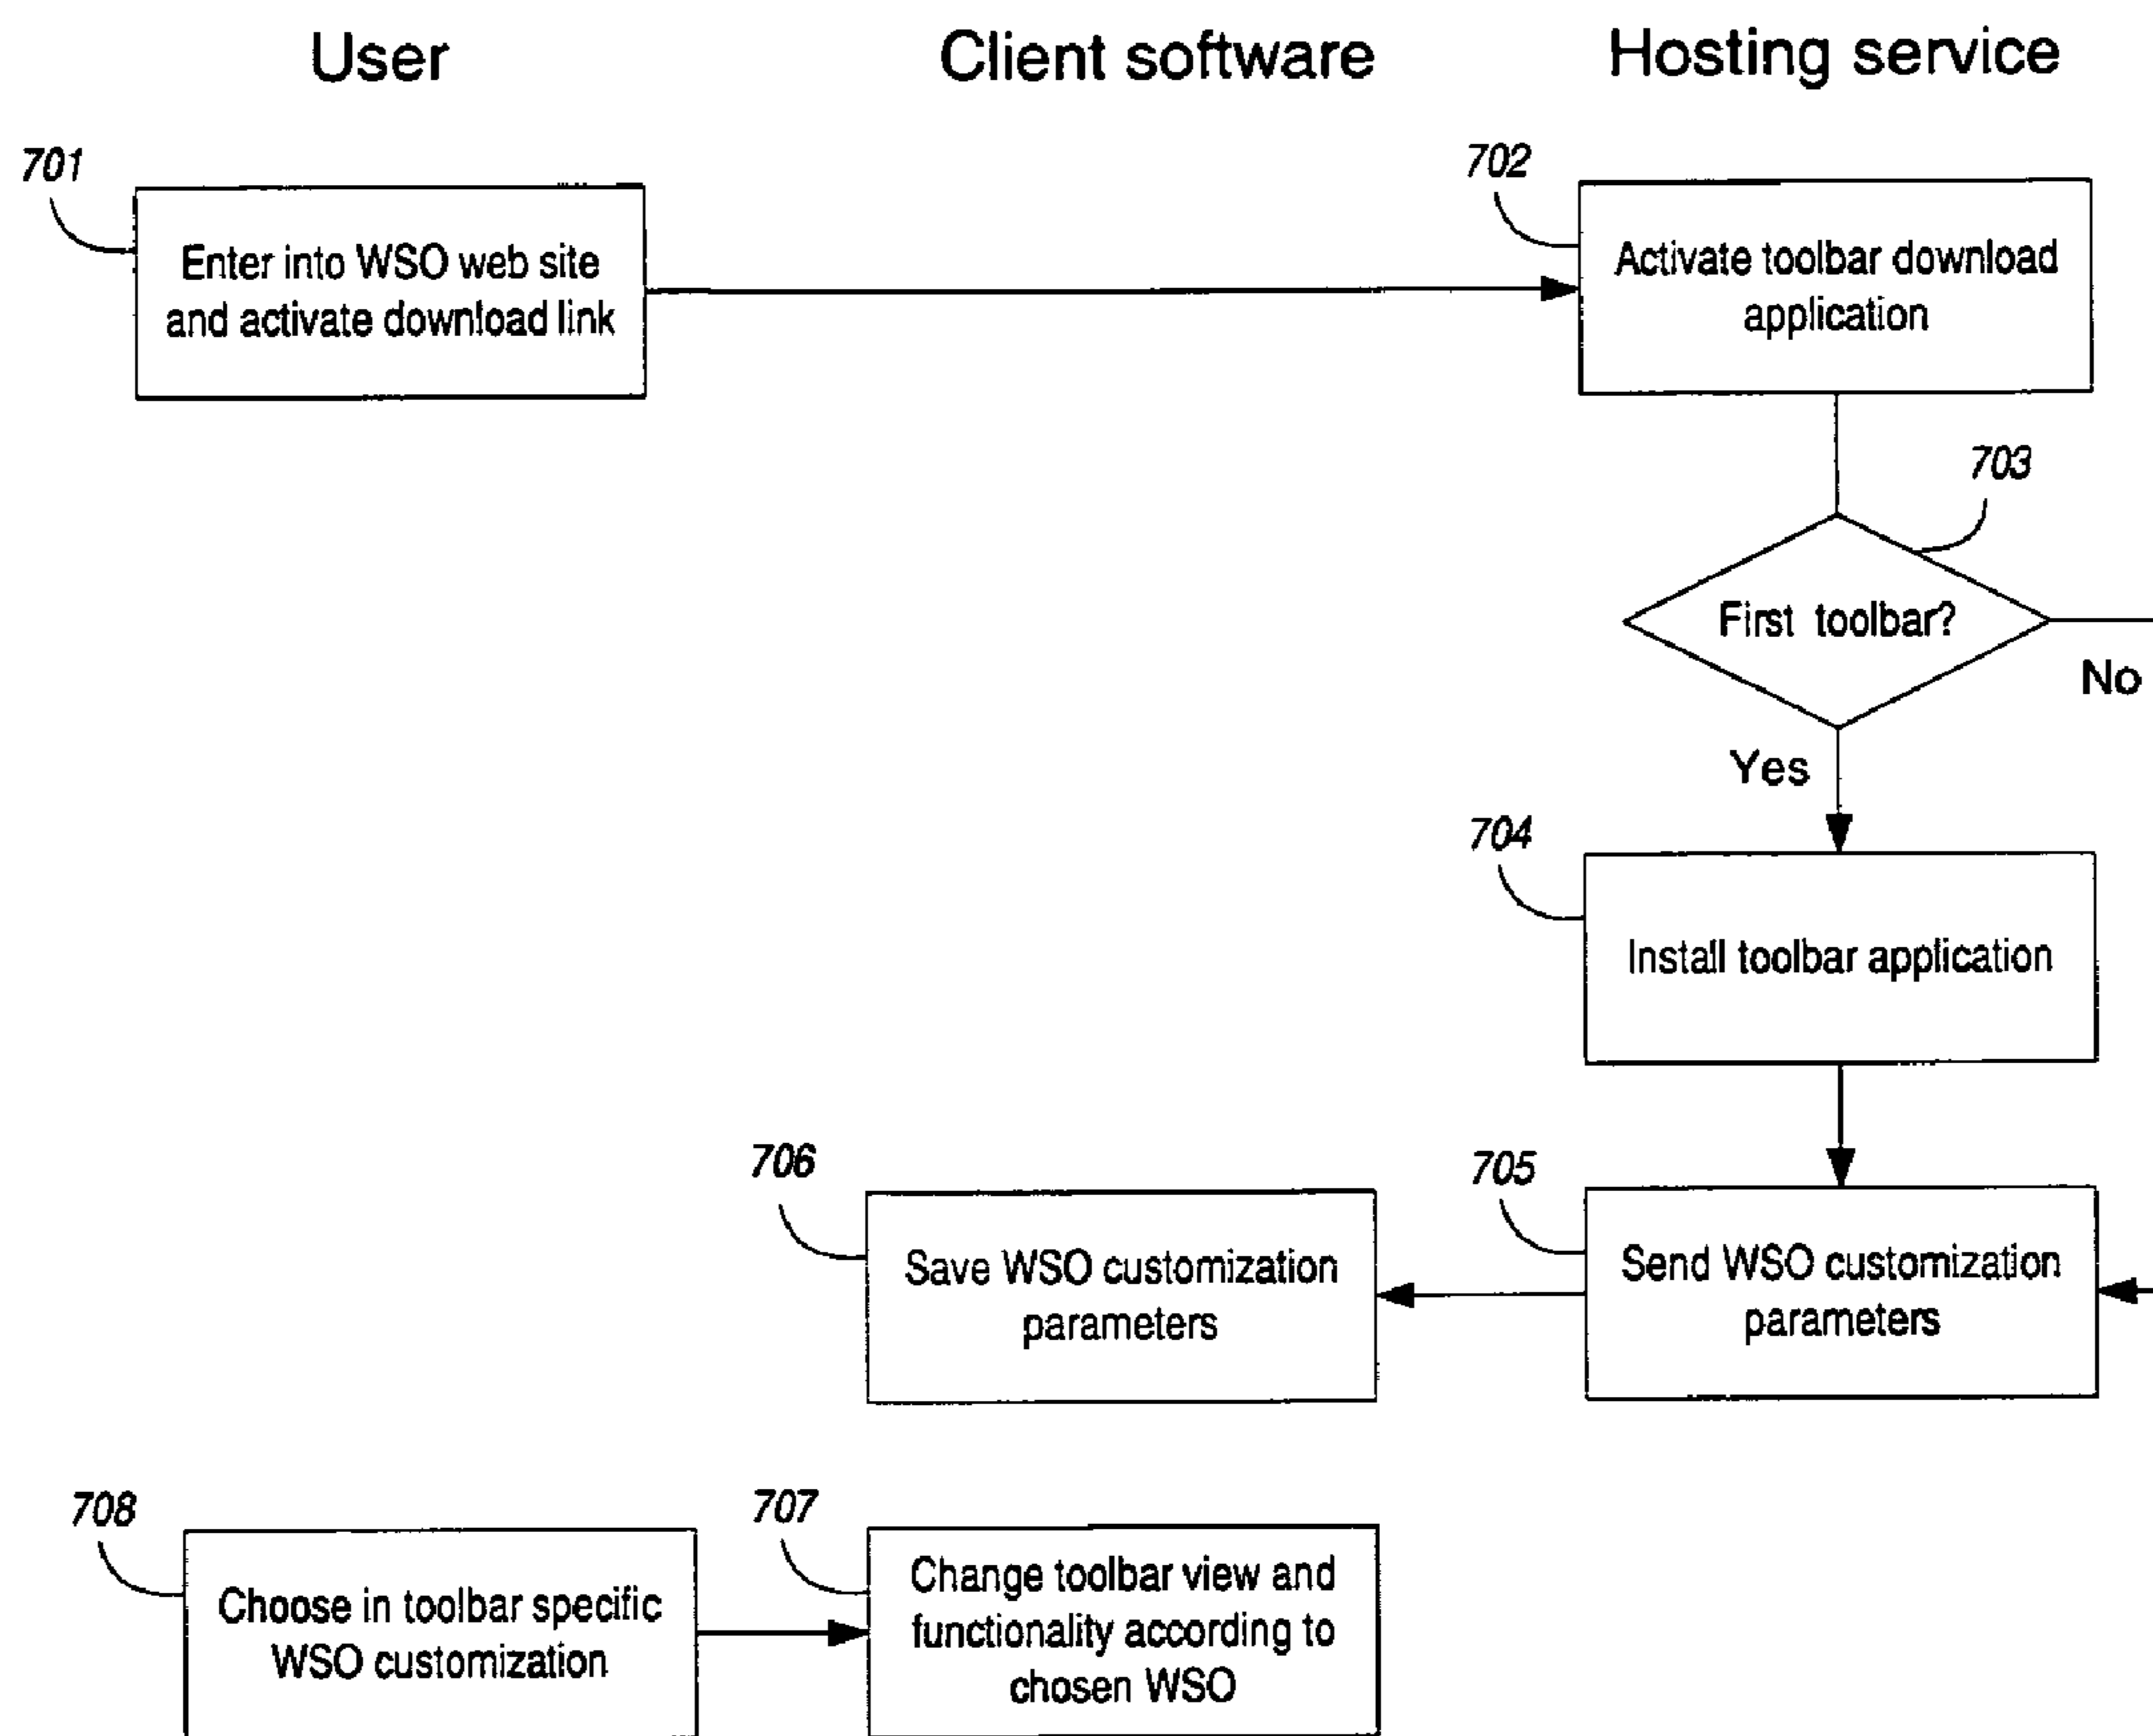 User
Client software
Hosting service
701
Enter into WSO web site
and activate download link
702
Activate toolbar download
application
703
First toolbar?
No
Yes
704
Install toolbar application
705
Send WSO customization
parameters
706
Save WSO customization
parameters
708
Choose in toolbar specific
WSO customization
707
Change toolbar view and
functionality according to
chosen WSO